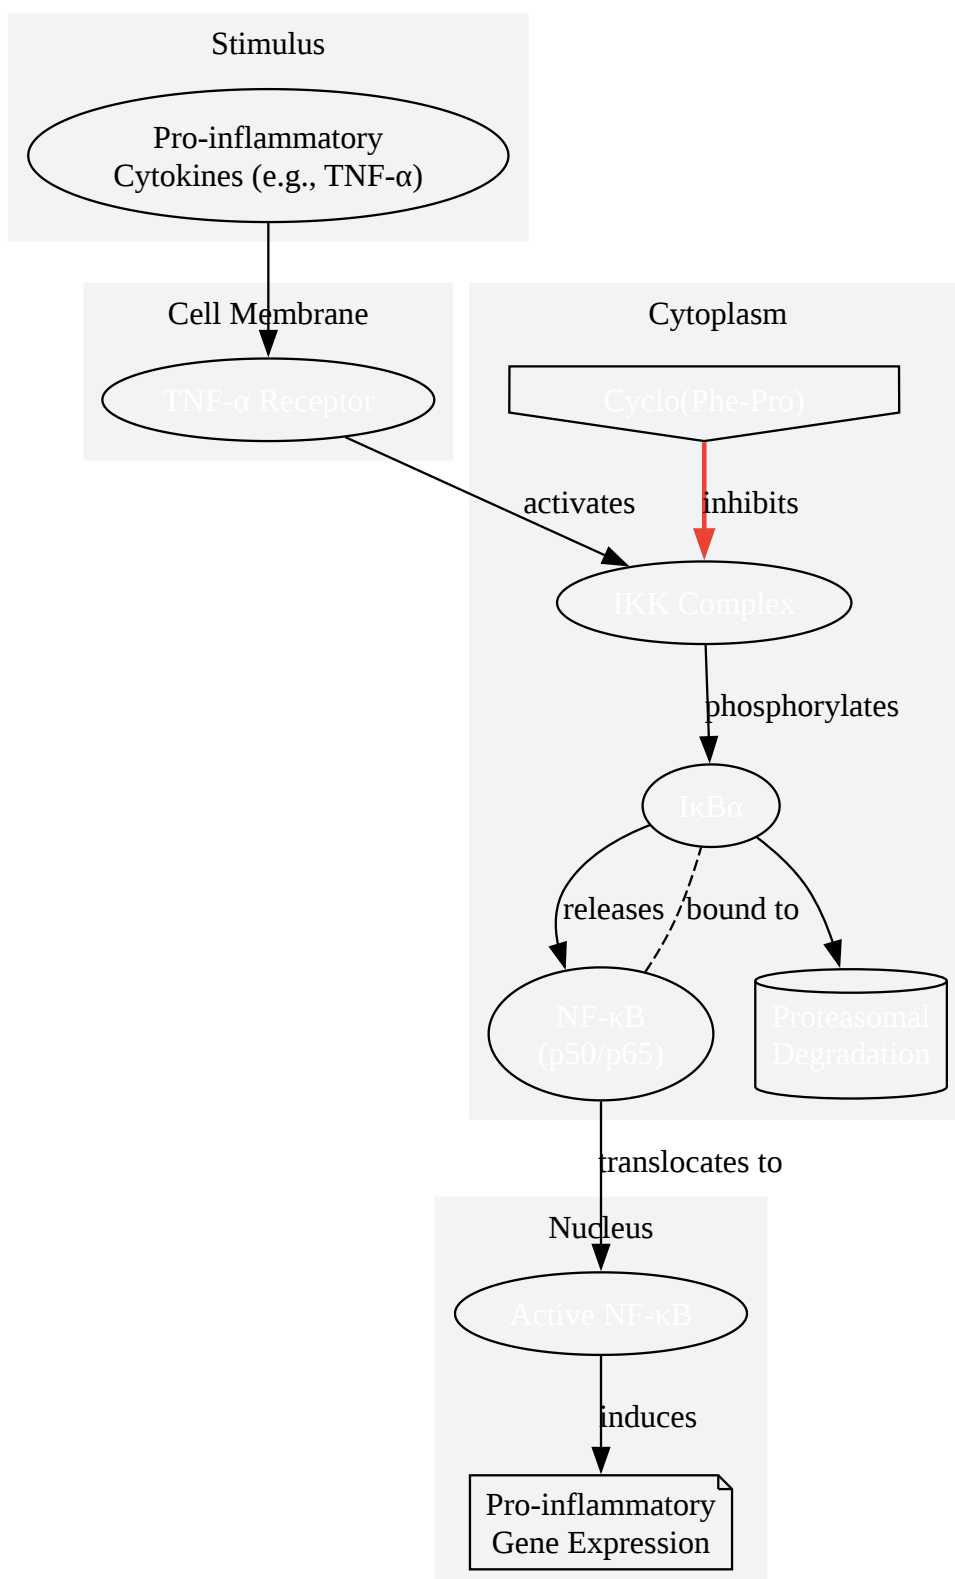 Stimulus
Pro-inflammatory
Cytokines (e.g., TNF-α)
Cell Membrane
TNF-α Receptor
Cytoplasm
Cyclo(Phe-Pro)
activates
inhibits
IKK Complex
phosphorylates
IκBα
releases
bound to
NF-κB
(p50/p65)
Proteasomal
Degradation
translocates to
Nucleus
Active NF-κB
induces
Pro-inflammatory
Gene Expression